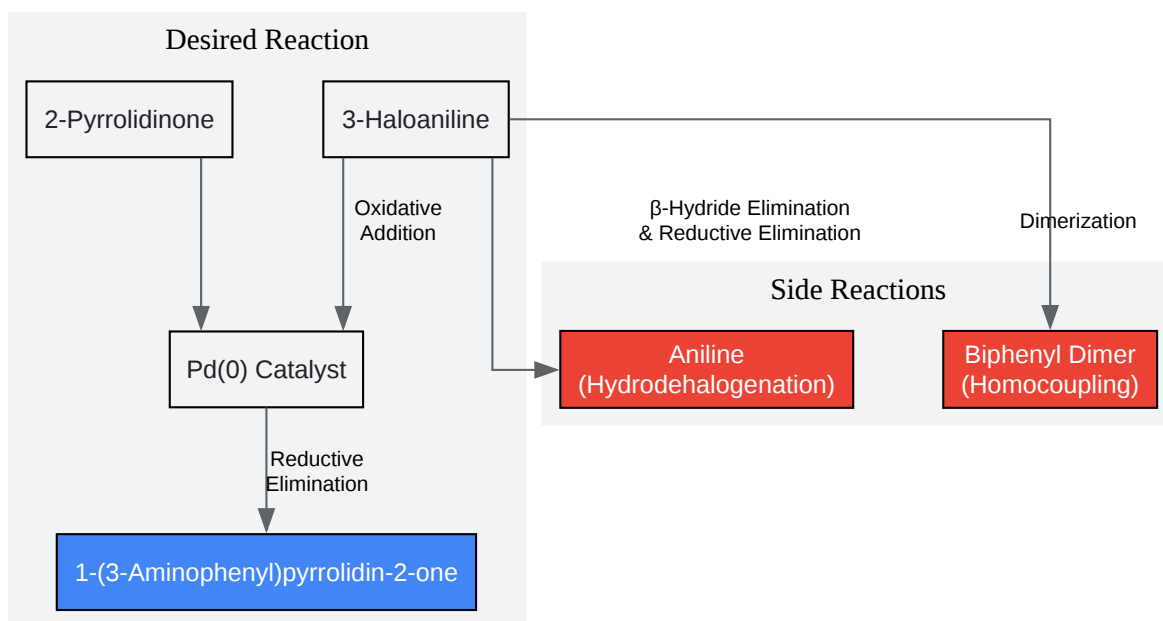 Desired Reaction
2-Pyrrolidinone
3-Haloaniline
Oxidative
Addition
β-Hydride Elimination
& Reductive Elimination
Dimerization
Side Reactions
Pd(0) Catalyst
Aniline
(Hydrodehalogenation)
Biphenyl Dimer
(Homocoupling)
Reductive
Elimination
1-(3-Aminophenyl)pyrrolidin-2-one